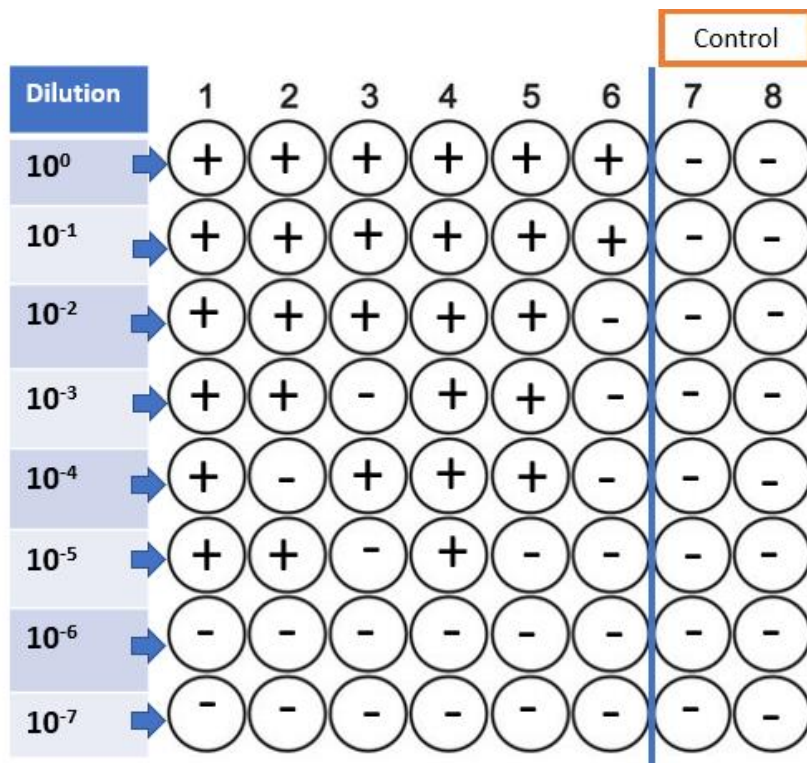 Control
Dilution 1 2 3 4 5 6 7 8
10⁰ + + + + + + - -
10⁻¹ + + + + + + - -
10⁻² + + + + + - - -
10⁻³ + + - + + - - -
10⁻⁴ + - + + + - - -
10⁻⁵ + + - + - - - -
10⁻⁶ - - - - - - - -
10⁻⁷ - - - - - - - -